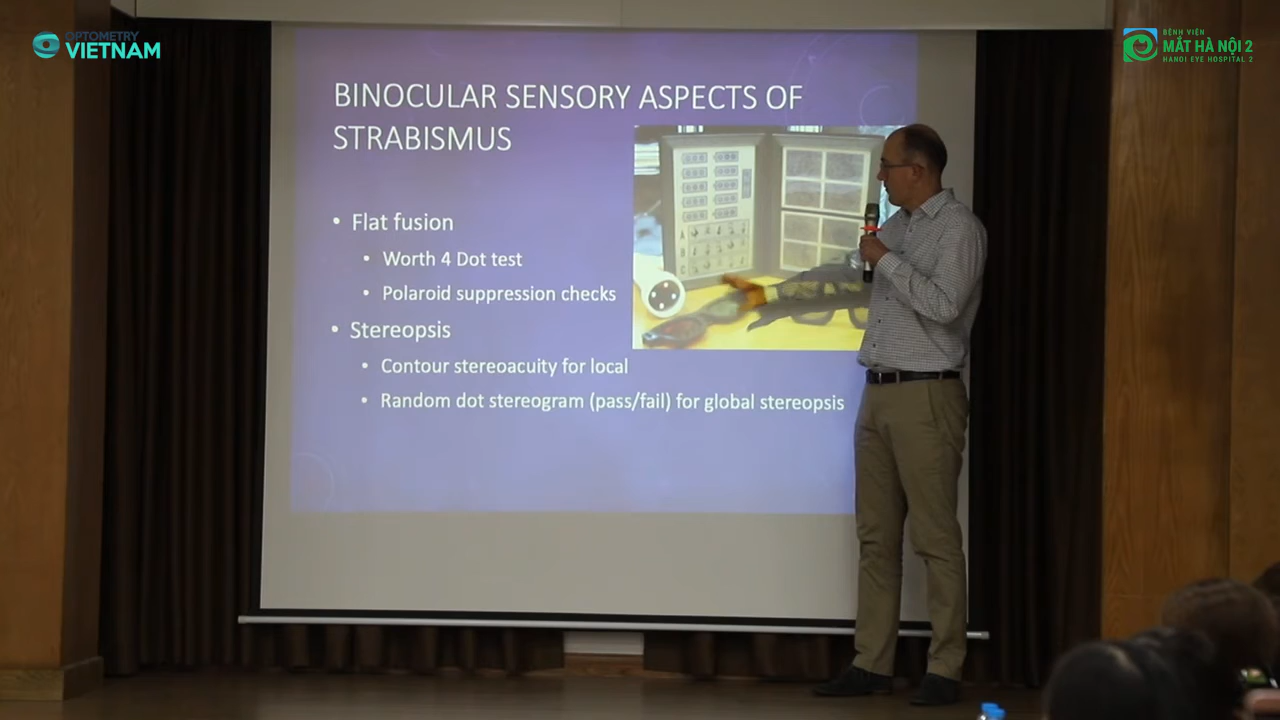 OPTOMETRY
VIETNAM
BỆNH VIỆN
MẮT HÀ NỘI 2
HANOI EYE HOSPITAL 2
BINOCULAR SENSORY ASPECTS OF
STRABISMUS
• Flat fusion
• Worth 4 Dot test
• Polaroid suppression checks
• Stereopsis
• Contour stereoacuity for local
• Random dot stereogram (pass/fail) for global stereopsis